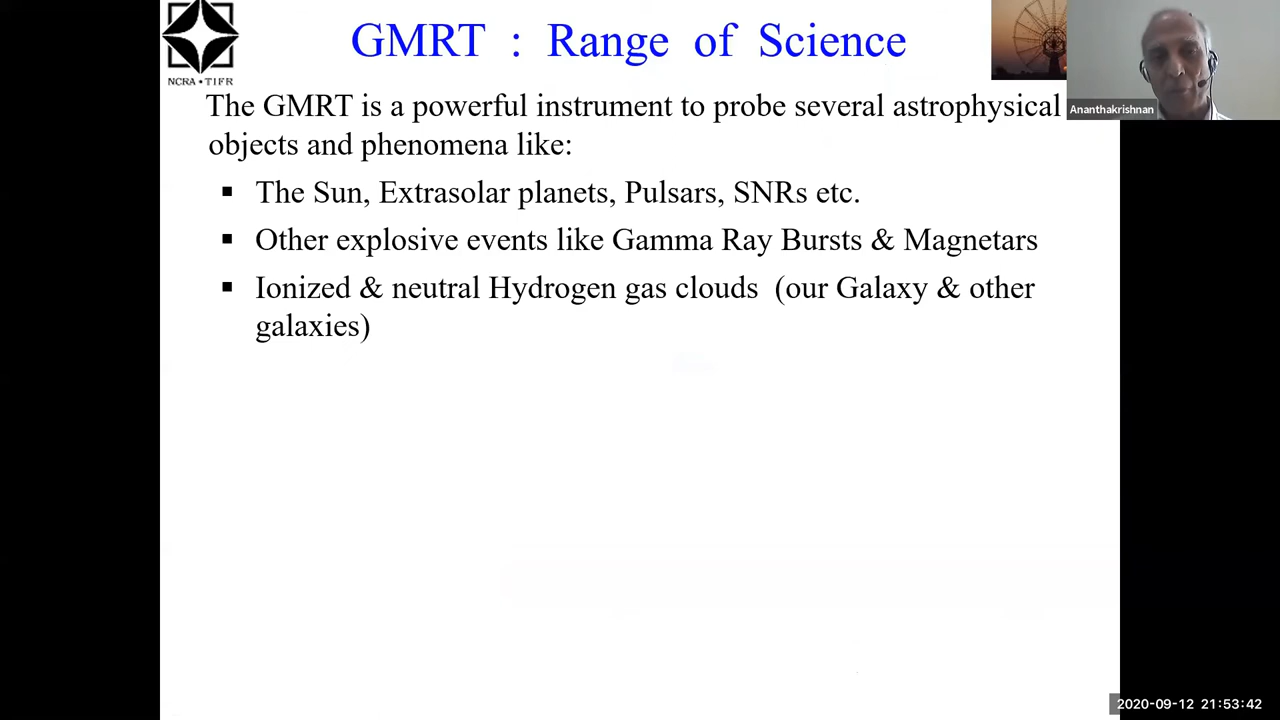 GMRT : Range of Science
NCRA • TIFR
Ananthakrishnan
The GMRT is a powerful instrument to probe several astrophysical
objects and phenomena like:
▪ The Sun, Extrasolar planets, Pulsars, SNRs etc.
▪ Other explosive events like Gamma Ray Bursts & Magnetars
▪ Ionized & neutral Hydrogen gas clouds (our Galaxy & other
galaxies)
2020-09-12 21:53:42